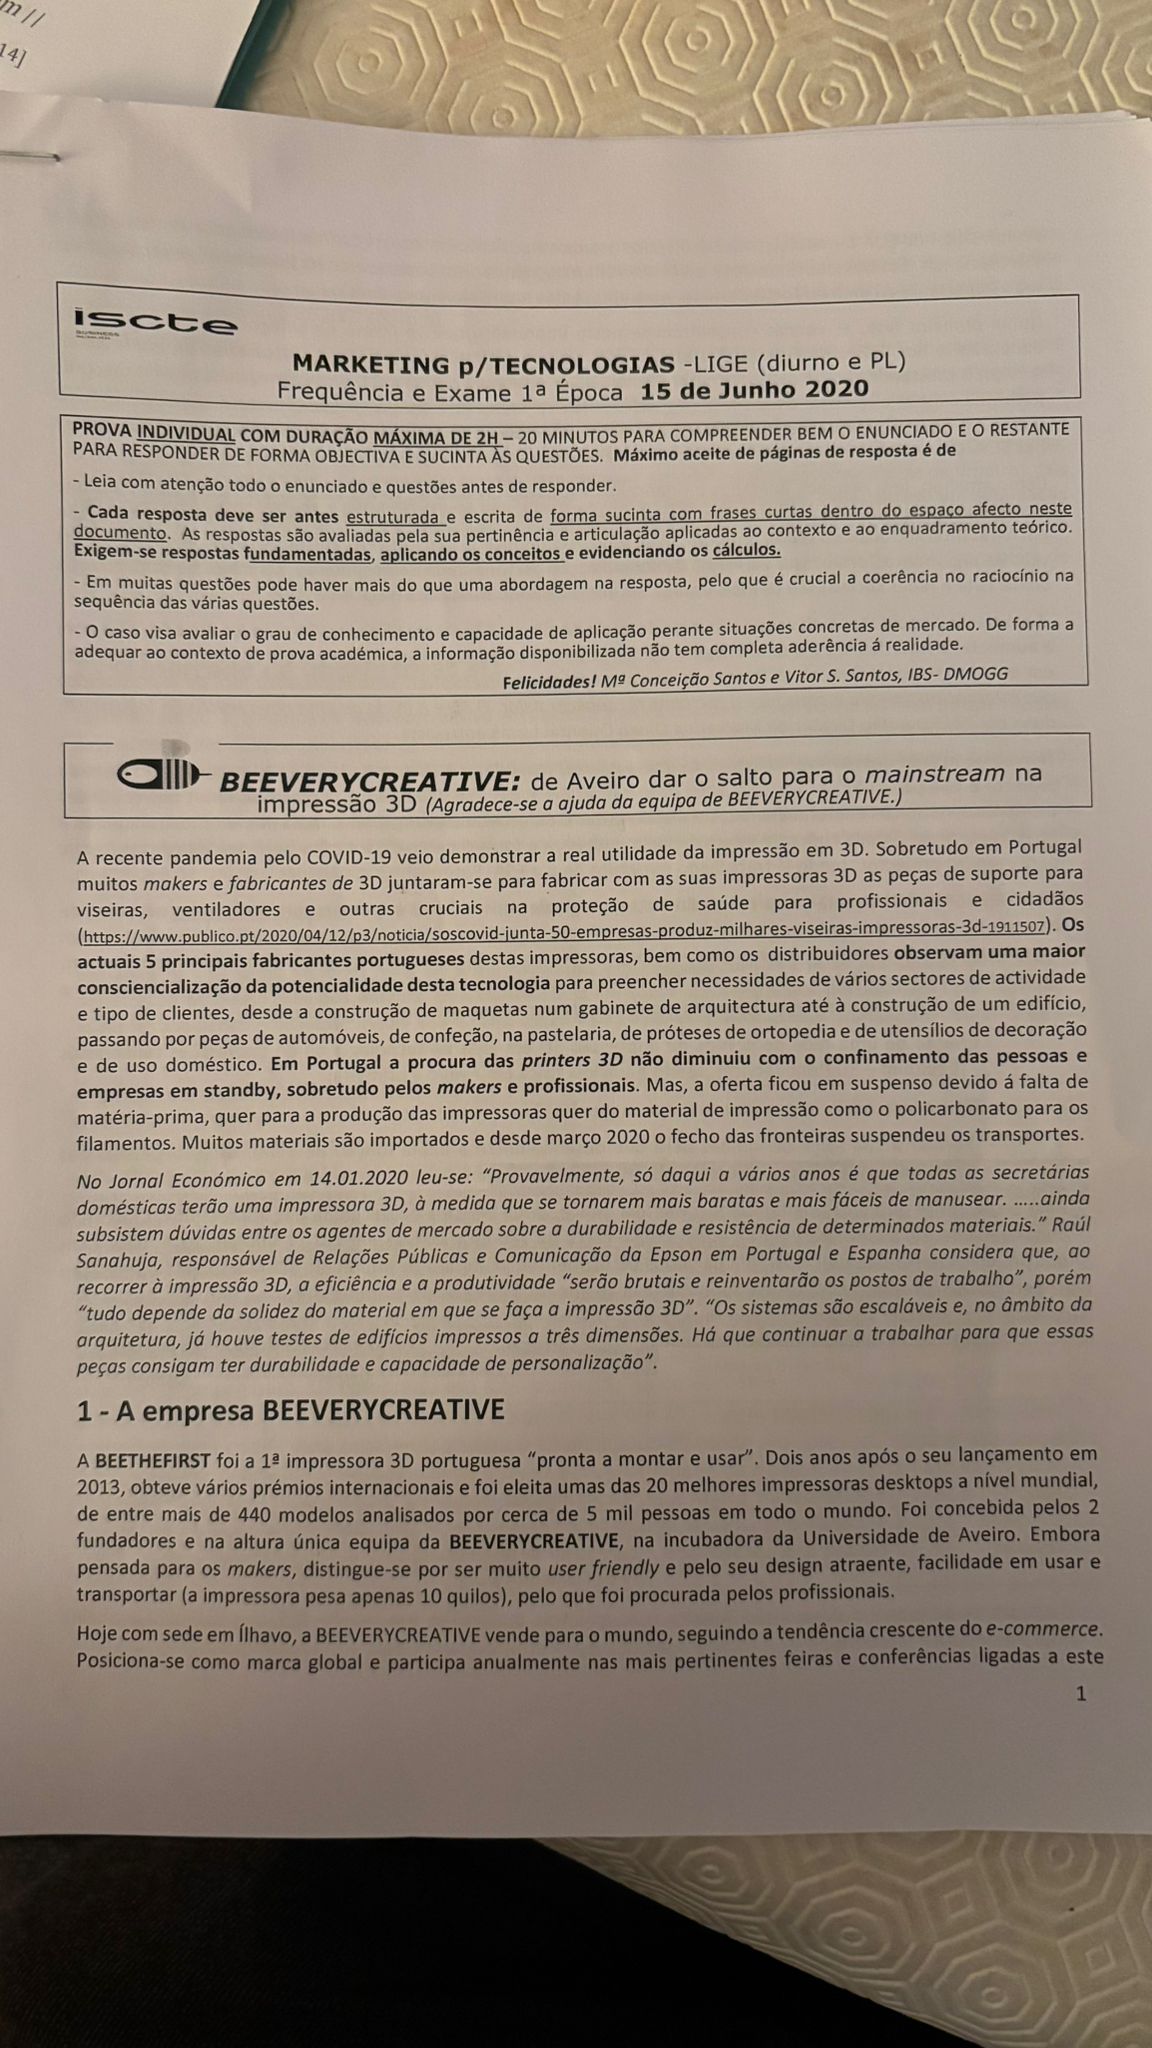 m //
14]
iscte
MARKETING p/TECNOLOGIAS -LIGE (diurno e PL)
Frequência e Exame 1ª Época 15 de Junho 2020
PROVA INDIVIDUAL COM DURAÇÃO MÁXIMA DE 2H – 20 MINUTOS PARA COMPREENDER BEM O ENUNCIADO E O RESTANTE
PARA RESPONDER DE FORMA OBJECTIVA E SUCINTA ÀS QUESTÕES. Máximo aceite de páginas de resposta é de
- Leia com atenção todo o enunciado e questões antes de responder.
- Cada resposta deve ser antes estruturada e escrita de forma sucinta com frases curtas dentro do espaço afecto neste
documento. As respostas são avaliadas pela sua pertinência e articulação aplicadas ao contexto e ao enquadramento teórico.
Exigem-se respostas fundamentadas, aplicando os conceitos e evidenciando os cálculos.
- Em muitas questões pode haver mais do que uma abordagem na resposta, pelo que é crucial a coerência no raciocínio na
sequência das várias questões.
- O caso visa avaliar o grau de conhecimento e capacidade de aplicação perante situações concretas de mercado. De forma a
adequar ao contexto de prova académica, a informação disponibilizada não tem completa aderência á realidade.
Felicidades! Mª Conceição Santos e Vitor S. Santos, IBS- DMOGG
BEEVERYCREATIVE: de Aveiro dar o salto para o mainstream na
impressão 3D (Agradece-se a ajuda da equipa de BEEVERYCREATIVE.)
A recente pandemia pelo COVID-19 veio demonstrar a real utilidade da impressão em 3D. Sobretudo em Portugal
muitos makers e fabricantes de 3D juntaram-se para fabricar com as suas impressoras 3D as peças de suporte para
viseiras, ventiladores e outras cruciais na proteção de saúde para profissionais e cidadãos
(https://www.publico.pt/2020/04/12/p3/noticia/soscovid-junta-50-empresas-produz-milhares-viseiras-impressoras-3d-1911507). Os
actuais 5 principais fabricantes portugueses destas impressoras, bem como os distribuidores observam uma maior
consciencialização da potencialidade desta tecnologia para preencher necessidades de vários sectores de actividade
e tipo de clientes, desde a construção de maquetas num gabinete de arquitectura até à construção de um edifício,
passando por peças de automóveis, de confeção, na pastelaria, de próteses de ortopedia e de utensílios de decoração
e de uso doméstico. Em Portugal a procura das printers 3D não diminuiu com o confinamento das pessoas e
empresas em standby, sobretudo pelos makers e profissionais. Mas, a oferta ficou em suspenso devido á falta de
matéria-prima, quer para a produção das impressoras quer do material de impressão como o policarbonato para os
filamentos. Muitos materiais são importados e desde março 2020 o fecho das fronteiras suspendeu os transportes.
No Jornal Económico em 14.01.2020 leu-se: “Provavelmente, só daqui a vários anos é que todas as secretárias
domésticas terão uma impressora 3D, à medida que se tornarem mais baratas e mais fáceis de manusear. .....ainda
subsistem dúvidas entre os agentes de mercado sobre a durabilidade e resistência de determinados materiais.” Raúl
Sanahuja, responsável de Relações Públicas e Comunicação da Epson em Portugal e Espanha considera que, ao
recorrer à impressão 3D, a eficiência e a produtividade “serão brutais e reinventarão os postos de trabalho”, porém
“tudo depende da solidez do material em que se faça a impressão 3D”. “Os sistemas são escaláveis e, no âmbito da
arquitetura, já houve testes de edifícios impressos a três dimensões. Há que continuar a trabalhar para que essas
peças consigam ter durabilidade e capacidade de personalização”.
1 - A empresa BEEVERYCREATIVE
A BEETHEFIRST foi a 1ª impressora 3D portuguesa “pronta a montar e usar”. Dois anos após o seu lançamento em
2013, obteve vários prémios internacionais e foi eleita umas das 20 melhores impressoras desktops a nível mundial,
de entre mais de 440 modelos analisados por cerca de 5 mil pessoas em todo o mundo. Foi concebida pelos 2
fundadores e na altura única equipa da BEEVERYCREATIVE, na incubadora da Universidade de Aveiro. Embora
pensada para os makers, distingue-se por ser muito user friendly e pelo seu design atraente, facilidade em usar e
transportar (a impressora pesa apenas 10 quilos), pelo que foi procurada pelos profissionais.
Hoje com sede em Ílhavo, a BEEVERYCREATIVE vende para o mundo, seguindo a tendência crescente do e-commerce.
Posiciona-se como marca global e participa anualmente nas mais pertinentes feiras e conferências ligadas a este
1